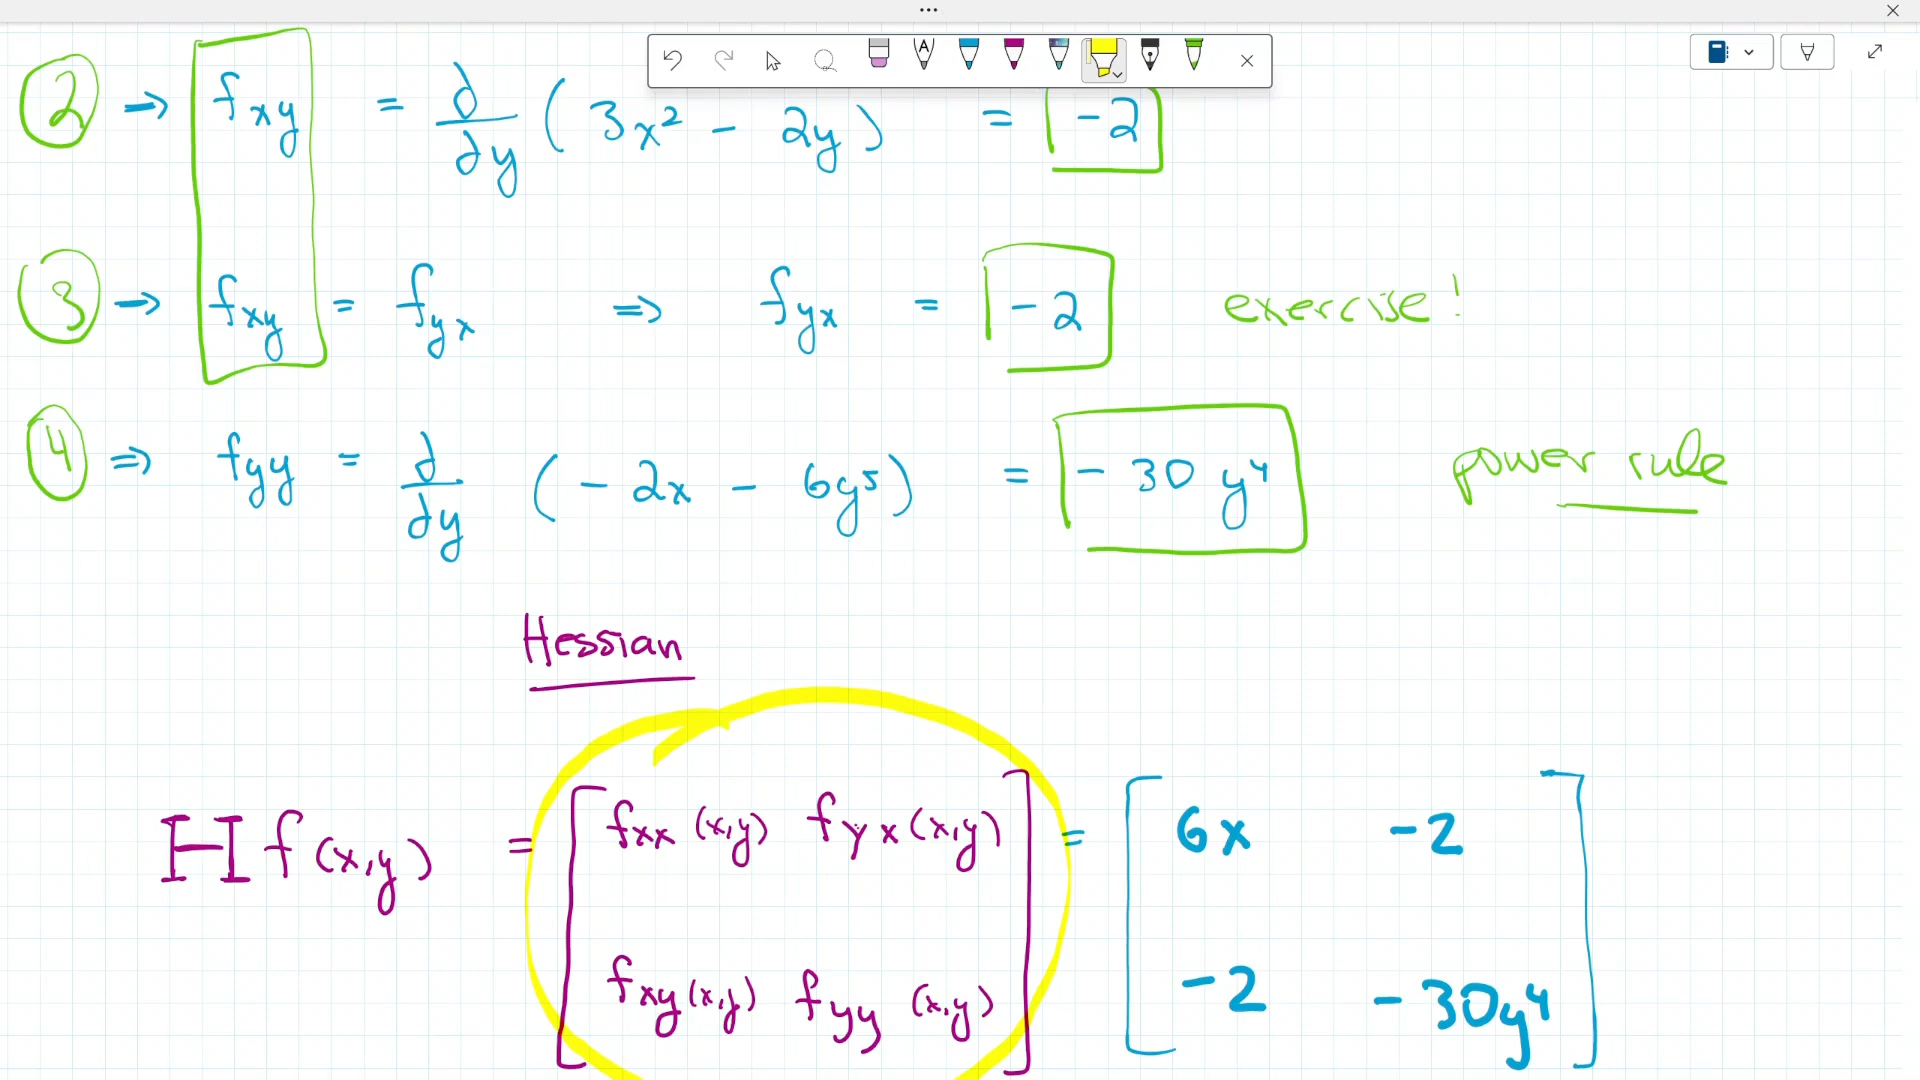 ② → fxy = ∂/∂y (3x² - 2y) = -2
③ → fxy = fyx ⇒ fyx = -2 exercise!
④ ⇒ fyy = ∂/∂y (-2x - 6y⁵) = -30y⁴ power rule
Hessian
H f(x,y) = [ fxx (x,y) fyx (x,y) ] = [ 6x -2 ]
[ fxy (x,y) fyy (x,y) ] [ -2 -30y⁴ ]